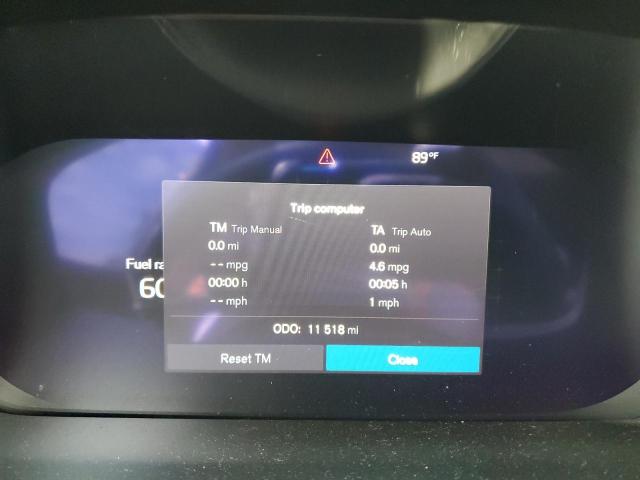 89°F
Trip computer
TM Trip Manual TA Trip Auto
0.0 mi 0.0 mi
-- mpg 4.6 mpg
Fuel
00:00 h 00:05 h
60
-- mph 1 mph
ODO: 11 518 mi
Reset TM Close